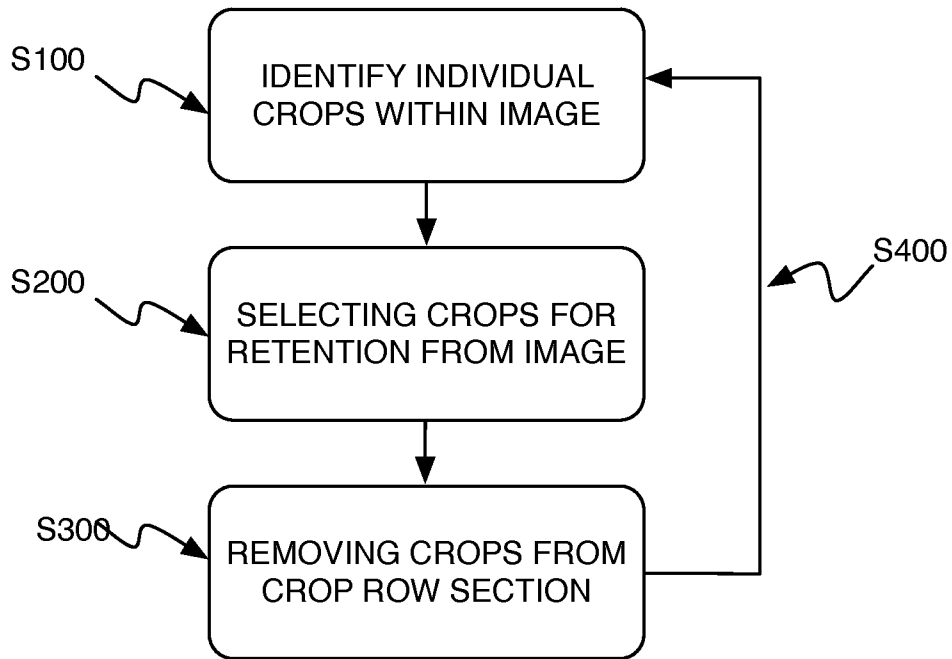 S100
IDENTIFY INDIVIDUAL
CROPS WITHIN IMAGE
S200
SELECTING CROPS FOR
RETENTION FROM IMAGE
S400
S300
REMOVING CROPS FROM
CROP ROW SECTION